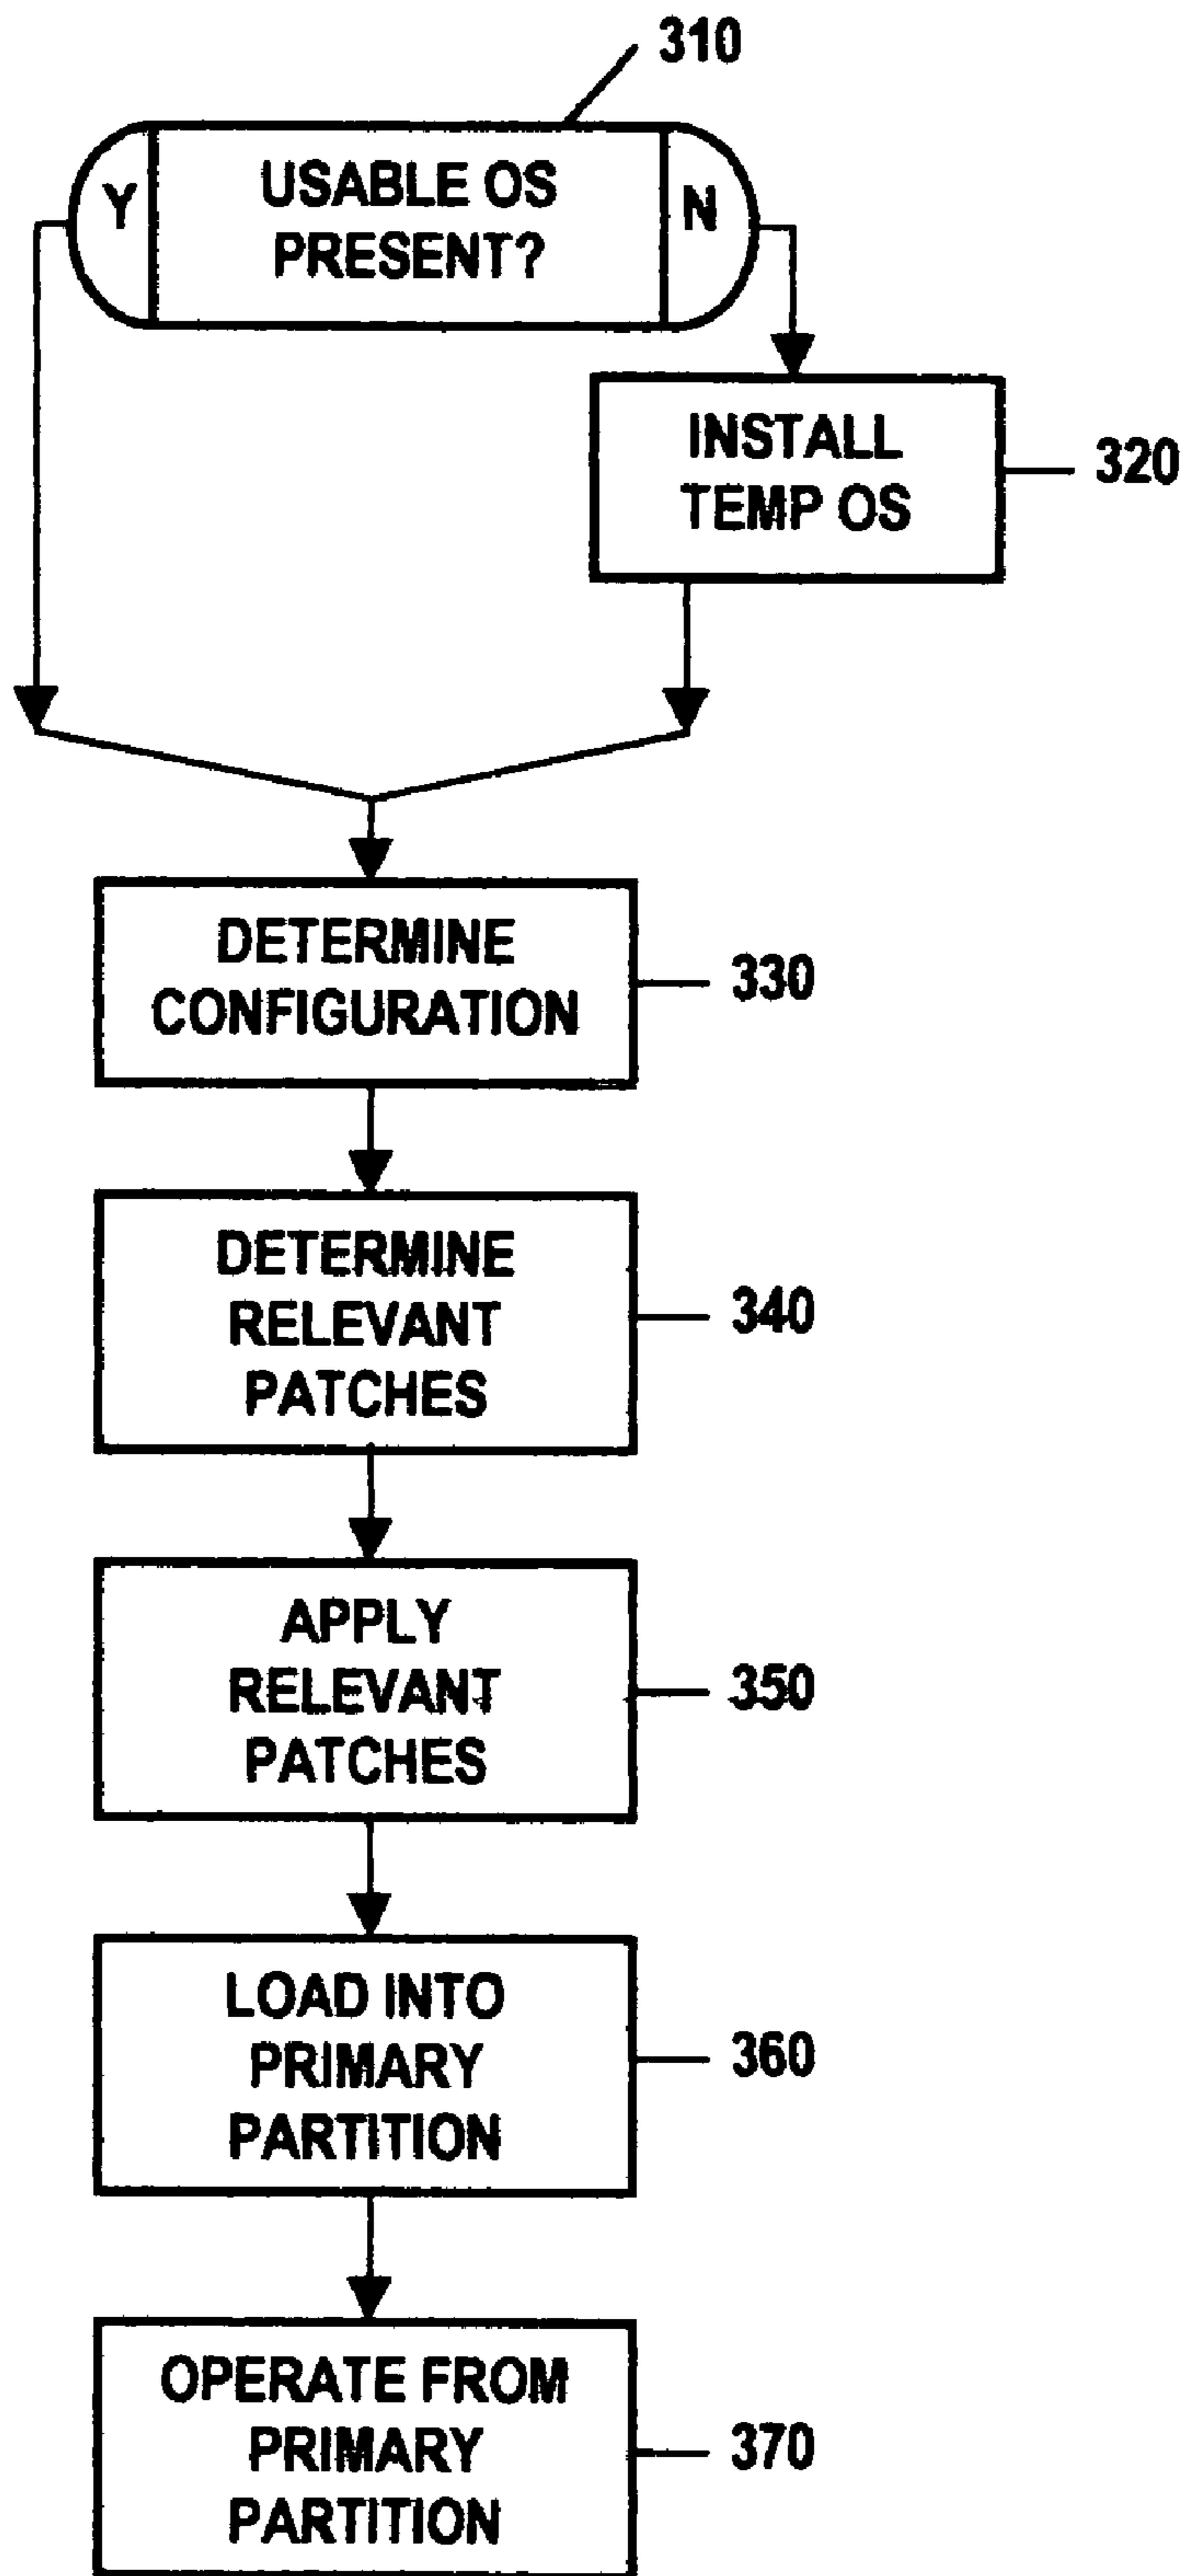 310
Y
USABLE OS
PRESENT?
N
INSTALL
TEMP OS
320
DETERMINE
CONFIGURATION
330
DETERMINE
RELEVANT
PATCHES
340
APPLY
RELEVANT
PATCHES
350
LOAD INTO
PRIMARY
PARTITION
360
OPERATE FROM
PRIMARY
PARTITION
370